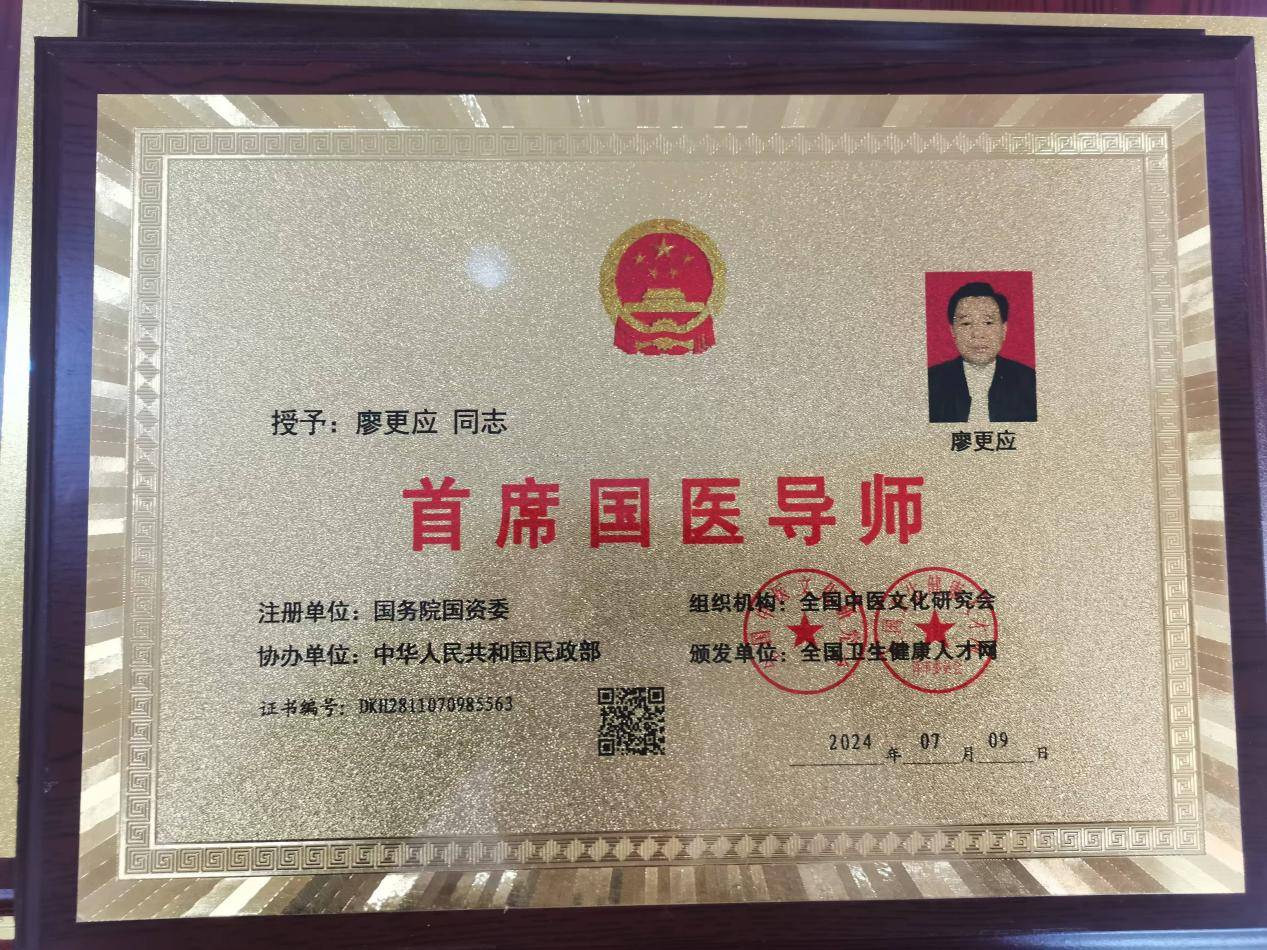 廖更应
授予：廖更应 同志
首席国医导师
注册单位：国务院国资委
组织机构：全国中医文化研究会
协办单位：中华人民共和国民政部
颁发单位：全国卫生健康人才网
证书编号：DKH2811070985563
2024 年 07 月 09 日